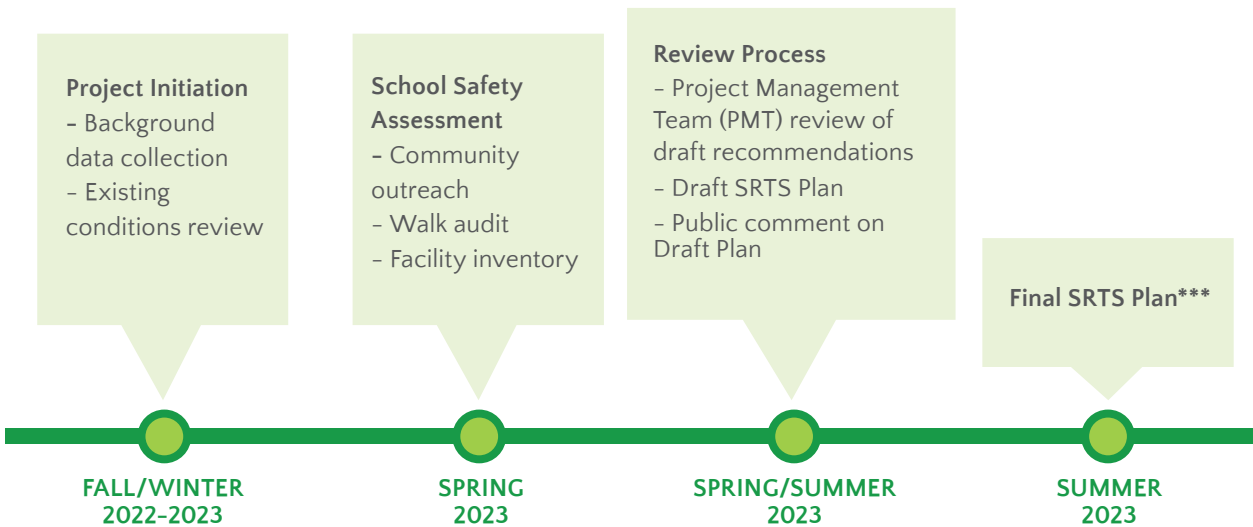 Project Initiation
– Background
data collection
– Existing
conditions review
School Safety
Assessment
– Community
outreach
– Walk audit
– Facility inventory
Review Process
– Project Management
Team (PMT) review of
draft recommendations
– Draft SRTS Plan
– Public comment on
Draft Plan
Final SRTS Plan***
FALL/WINTER
2022–2023
SPRING
2023
SPRING/SUMMER
2023
SUMMER
2023